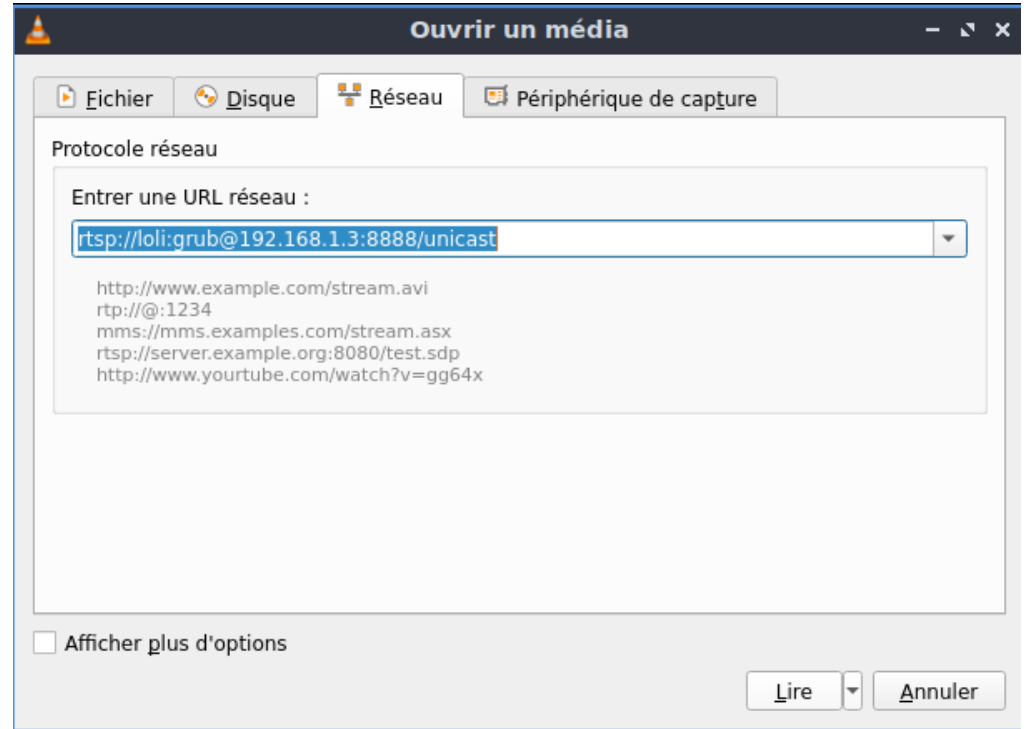 Ouvrir un média
Fichier Disque Réseau Périphérique de capture
Protocole réseau
Entrer une URL réseau :
rtsp://loli:grub@192.168.1.3:8888/unicast
http://www.example.com/stream.avi
rtp://@:1234
mms://mms.examples.com/stream.asx
rtsp://server.example.org:8080/test.sdp
http://www.yourtube.com/watch?v=gg64x
Afficher plus d'options
Lire Annuler